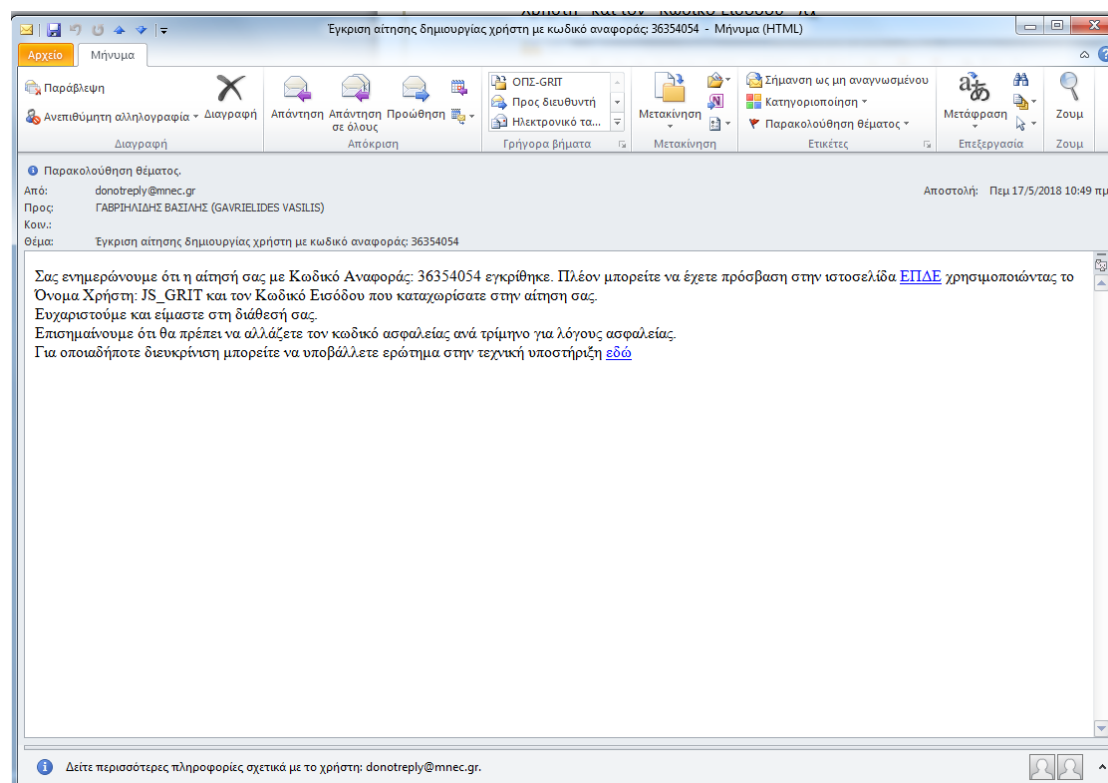 Χρήστη" και τον "Κωδικό Εισόδου"
Έγκριση αίτησης δημιουργίας χρήστη με κωδικό αναφοράς: 36354054 - Μήνυμα (HTML)
Αρχείο Μήνυμα
Παράβλεψη
Ανεπιθύμητη αλληλογραφία
Διαγραφή
Διαγραφή
Απάντηση Απάντηση σε όλους Προώθηση
Απόκριση
ΟΠΣ-GRIT
Προς διευθυντή
Ηλεκτρονικό τα...
Γρήγορα βήματα
Μετακίνηση
Μετακίνηση
Σήμανση ως μη αναγνωσμένου
Κατηγοριοποίηση
Παρακολούθηση θέματος
Ετικέτες
Μετάφραση
Επεξεργασία
Ζουμ
Ζουμ
Παρακολούθηση θέματος.
Από: donotreply@mnec.gr Αποστολή: Πεμ 17/5/2018 10:49 πμ
Προς: ΓΑΒΡΙΗΛΙΔΗΣ ΒΑΣΙΛΗΣ (GAVRIELIDES VASILIS)
Κοιν.:
Θέμα: Έγκριση αίτησης δημιουργίας χρήστη με κωδικό αναφοράς: 36354054
Σας ενημερώνουμε ότι η αίτησή σας με Κωδικό Αναφοράς: 36354054 εγκρίθηκε. Πλέον μπορείτε να έχετε πρόσβαση στην ιστοσελίδα ΕΠΔΕ χρησιμοποιώντας το
Όνομα Χρήστη: JS_GRIT και τον Κωδικό Εισόδου που καταχωρίσατε στην αίτηση σας.
Ευχαριστούμε και είμαστε στη διάθεσή σας.
Επισημαίνουμε ότι θα πρέπει να αλλάζετε τον κωδικό ασφαλείας ανά τρίμηνο για λόγους ασφαλείας.
Για οποιαδήποτε διευκρίνιση μπορείτε να υποβάλλετε ερώτημα στην τεχνική υποστήριξη εδώ
Δείτε περισσότερες πληροφορίες σχετικά με το χρήστη: donotreply@mnec.gr.